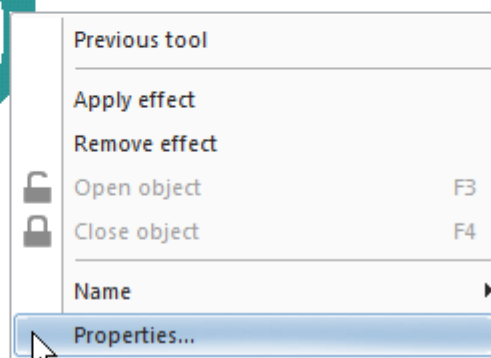 Previous tool
Apply effect
Remove effect
Open object F3
Close object F4
Name
Properties...